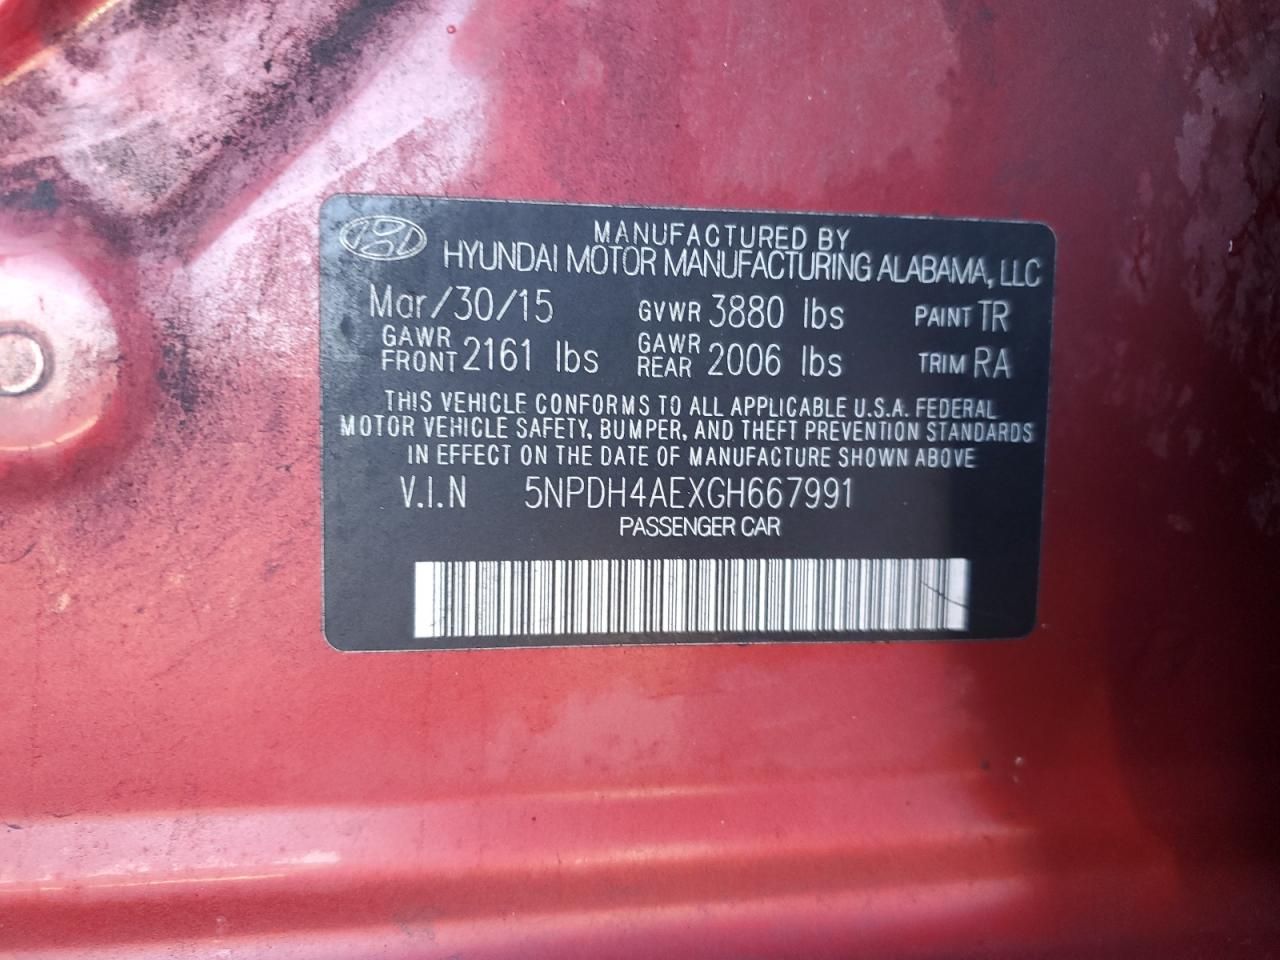 MANUFACTURED BY
HYUNDAI MOTOR MANUFACTURING ALABAMA, LLC
Mar/30/15 GVWR 3880 lbs PAINT TR
GAWR FRONT 2161 lbs GAWR REAR 2006 lbs TRIM RA
THIS VEHICLE CONFORMS TO ALL APPLICABLE U.S.A. FEDERAL
MOTOR VEHICLE SAFETY, BUMPER, AND THEFT PREVENTION STANDARDS
IN EFFECT ON THE DATE OF MANUFACTURE SHOWN ABOVE
V.I.N 5NPDH4AEXGH667991
PASSENGER CAR